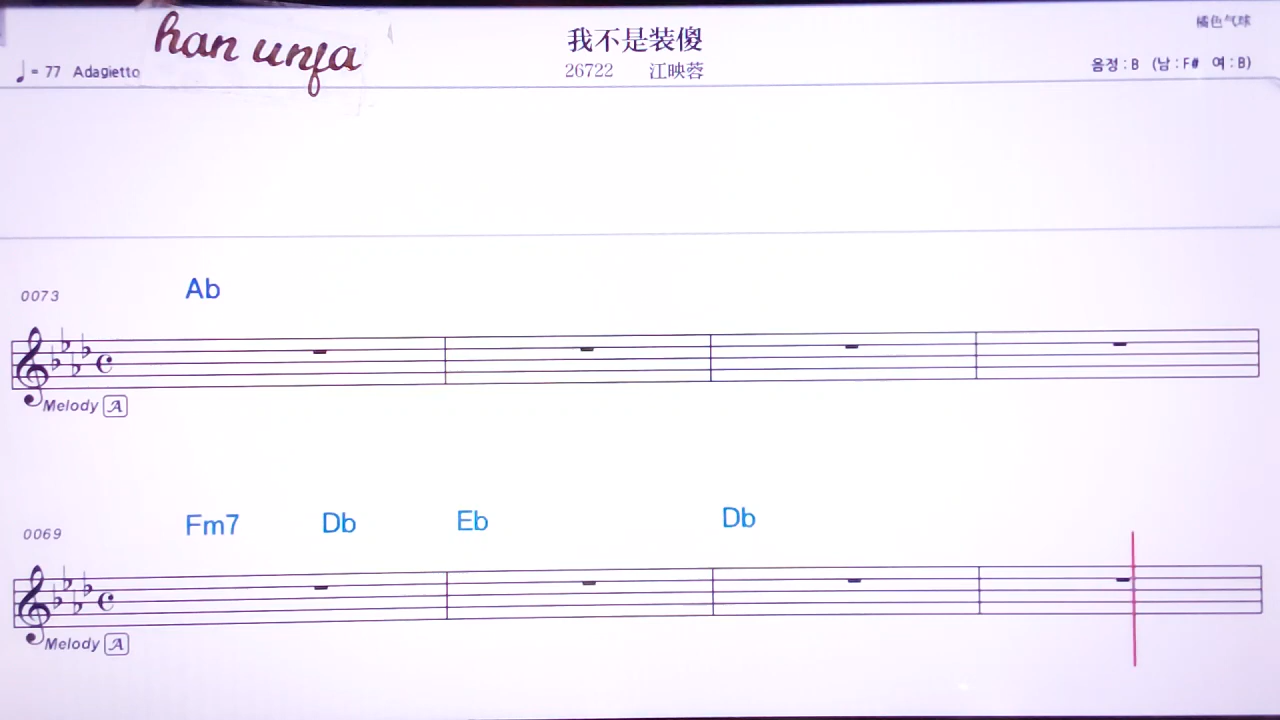 han unfa
♩= 77 Adagietto
我不是装傻
26722 江映蓉
橘色气球
음정 : B (남 : F# 여 : B)
0073
Ab
Melody A
0069
Fm7 Db Eb Db
Melody A